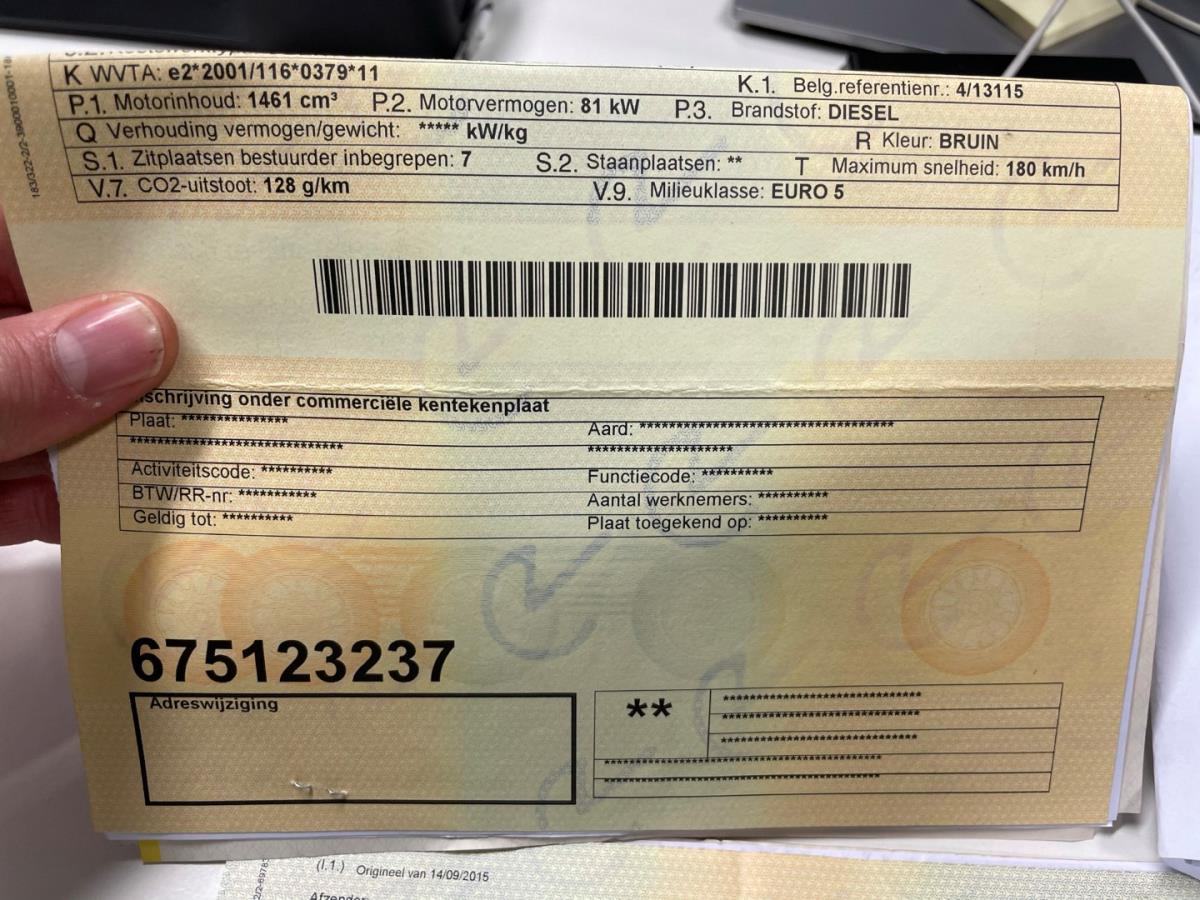 K WVTA: e2*2001/116*0379*11 K.1. Belg.referentienr.: 4/13115
P.1. Motorinhoud: 1461 cm³ P.2. Motorvermogen: 81 kW P.3. Brandstof: DIESEL
Q Verhouding vermogen/gewicht: ***** kW/kg R Kleur: BRUIN
S.1. Zitplaatsen bestuurder inbegrepen: 7 S.2. Staanplaatsen: ** T Maximum snelheid: 180 km/h
V.7. CO2-uitstoot: 128 g/km V.9. Milieuklasse: EURO 5
onder commerciële kentekenplaat
Plaat: *************** Aard: **********************************
****************************** ********************
Activiteitscode: ********** Functiecode: **********
BTW/RR-nr: *********** Aantal werknemers: **********
Geldig tot: ********** Plaat toegekend op: **********
675123237
Adreswijziging
**
(I.1.) Origineel van 14/09/2015